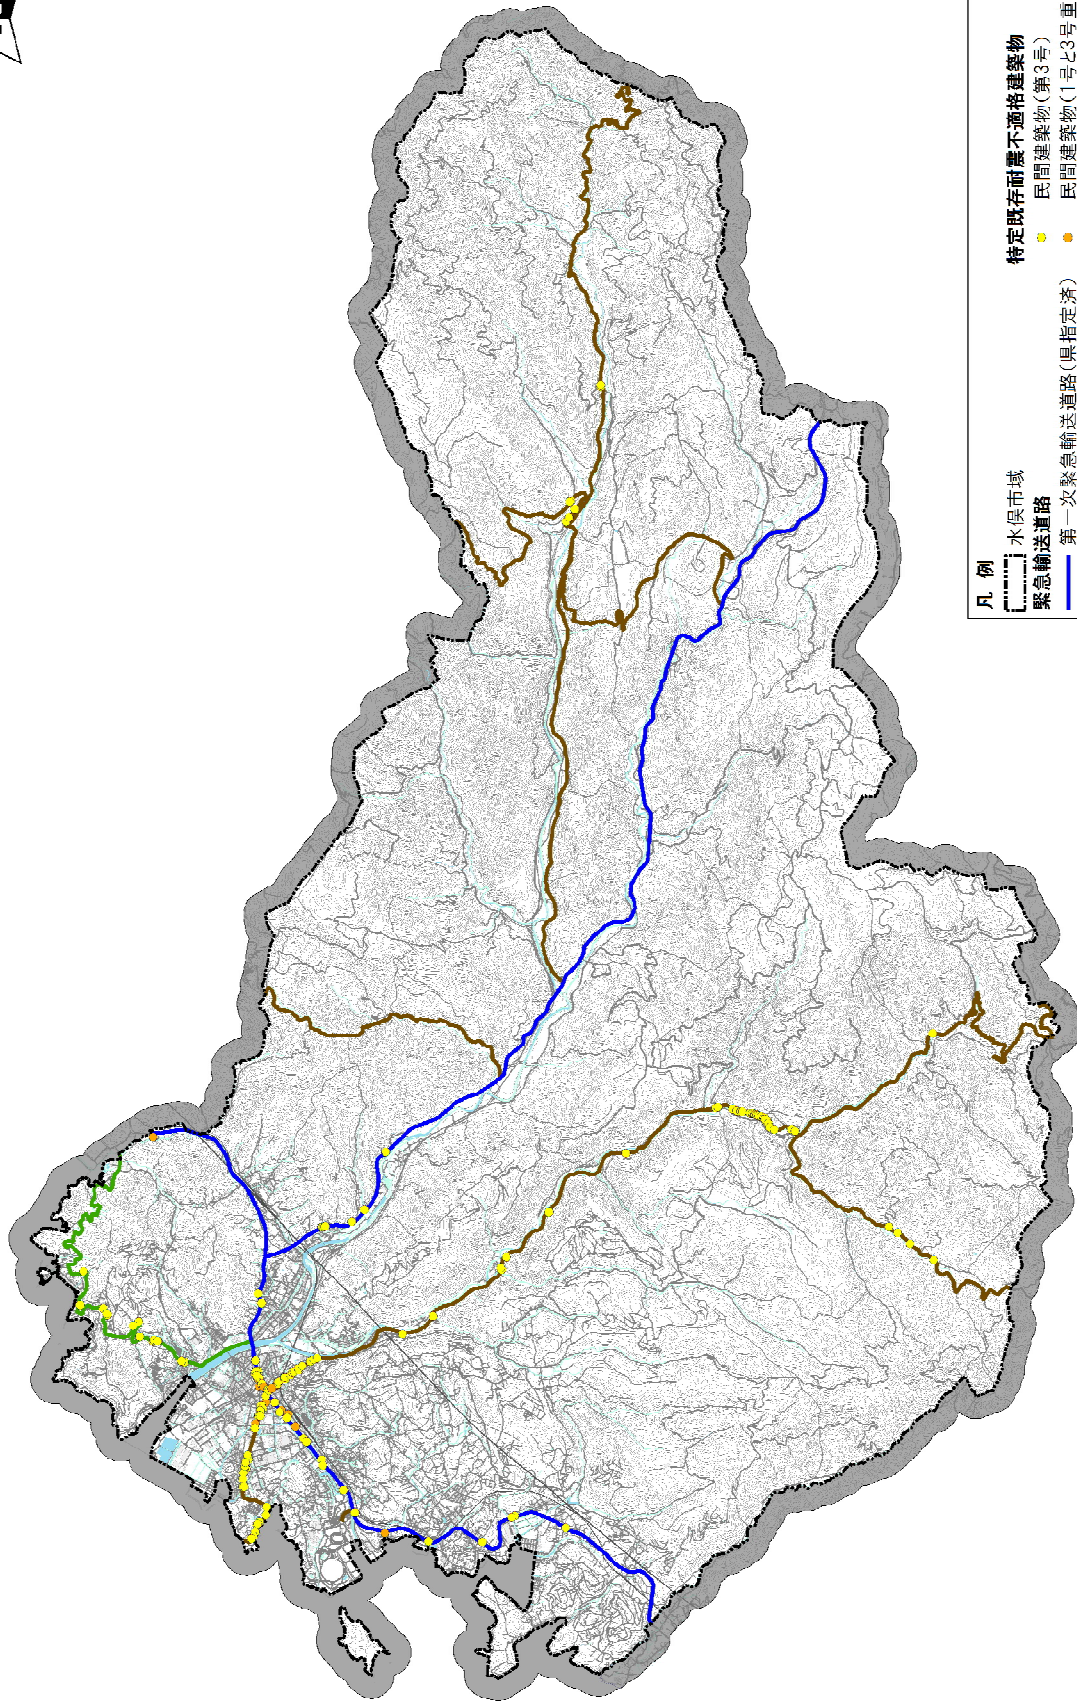 凡 例
水俣市域
緊急輸送道路
第一次緊急輸送道路(県指定済)
特定既存耐震不適格建築物
民間建築物(第3号)
民間建築物(1号と3号重